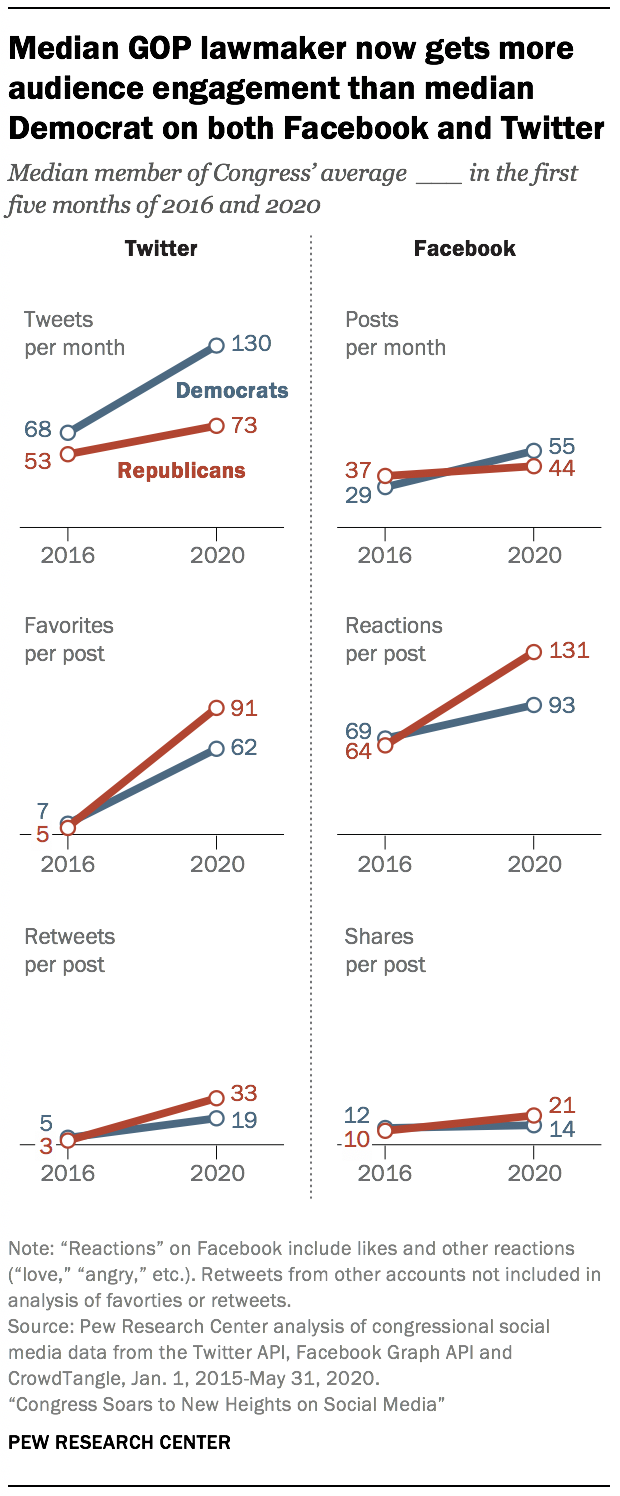 Median GOP lawmaker now gets more
audience engagement than median
Democrat on both Facebook and Twitter
Median member of Congress’ average ___ in the first
five months of 2016 and 2020
Twitter
Tweets
per month
130
Democrats
68
73
53
Republicans
2016 2020
Favorites
per post
91
62
7
5
2016 2020
Retweets
per post
33
5
19
3
2016 2020
Facebook
Posts
per month
55
37
44
29
2016 2020
Reactions
per post
131
93
69
64
2016 2020
Shares
per post
21
12
14
10
2016 2020
Note: “Reactions” on Facebook include likes and other reactions
(“love,” “angry,” etc.). Retweets from other accounts not included in
analysis of favorties or retweets.
Source: Pew Research Center analysis of congressional social
media data from the Twitter API, Facebook Graph API and
CrowdTangle, Jan. 1, 2015-May 31, 2020.
“Congress Soars to New Heights on Social Media”
PEW RESEARCH CENTER